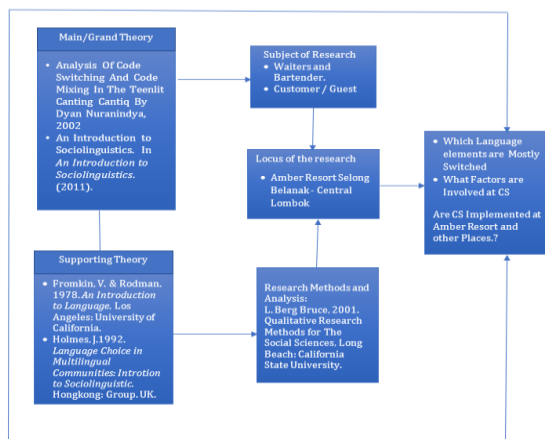 Main/Grand Theory
• Analysis Of Code
Switching And Code
Mixing In The Teenlit
Canting Cantiq By
Dyan Nuranindya,
2002
• An Introduction to
Sociolinguistics. In
An Introduction to
Sociolinguistics.
(2011).
Supporting Theory
• Fromkin, V. & Rodman.
1978. An Introduction
to Language. Los
Angeles: University of
California.
• Holmes, J.1992.
Language Choice in
Multilingual
Communities: Introtion
to Sociolinguistic.
Hongkong: Group. UK.
Subject of Research
• Waiters and
Bartender.
• Customer / Guest
Locus of the research
• Amber Resort Selong
Belanak - Central
Lombok
Research Methods and
Analysis:
L. Berg Bruce, 2001.
Qualitative Research
Methods for The
Social Sciences, Long
Beach: California
State University.
• Which Language
elements are Mostly
Switched
• What Factors are
Involved at CS
Are CS Implemented at
Amber Resort and
other Places.?